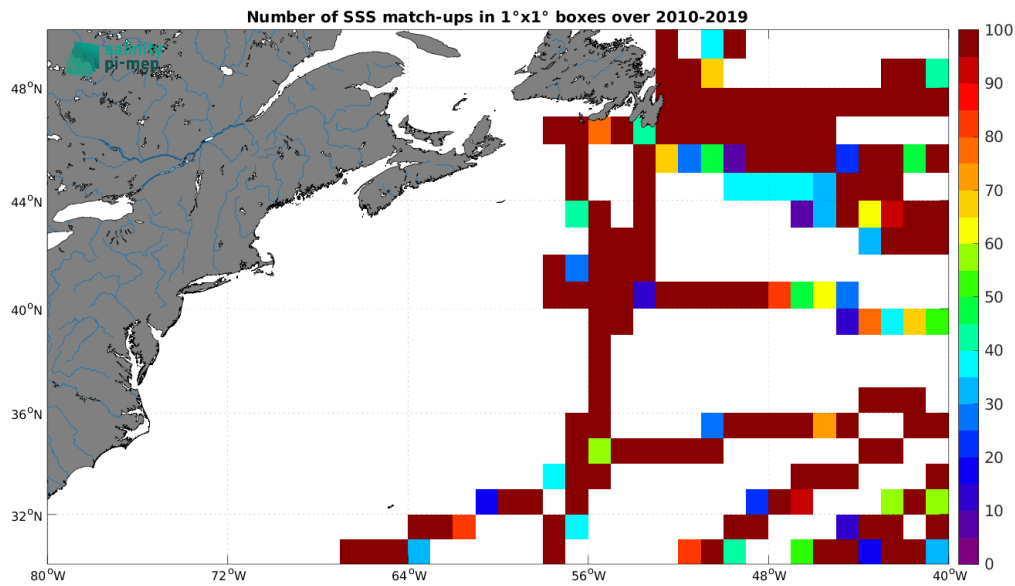 Number of SSS match-ups in 1°x1° boxes over 2010-2019
salinity
pi-mep
48°N
44°N
40°N
36°N
32°N
80°W
72°W
64°W
56°W
48°W
40°W
100
90
80
70
60
50
40
30
20
10
0